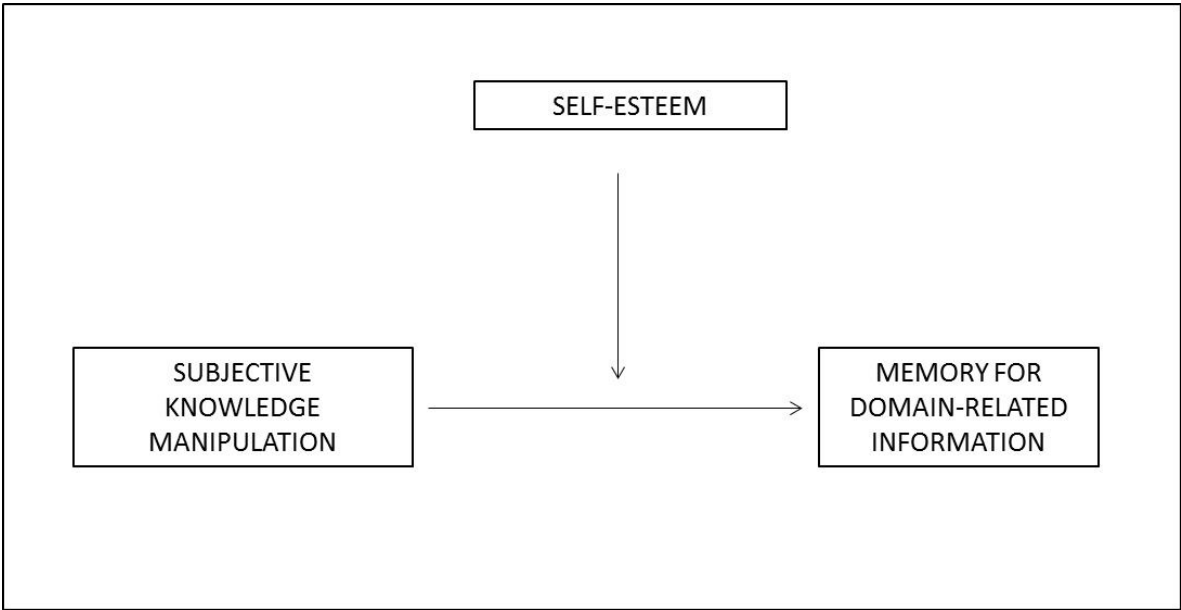 SELF-ESTEEM
SUBJECTIVE
KNOWLEDGE
MANIPULATION
MEMORY FOR
DOMAIN-RELATED
INFORMATION